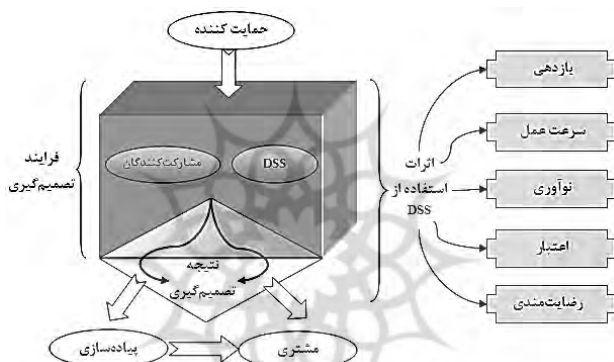 حمایت کننده
فرایند
تصمیم‌گیری
مشارکت‌کنندگان
DSS
نتیجه
تصمیم‌گیری
پیاده‌سازی
مشتری
اثرات
استفاده از
DSS
بازدهی
سرعت عمل
نوآوری
اعتبار
رضایت‌مندی